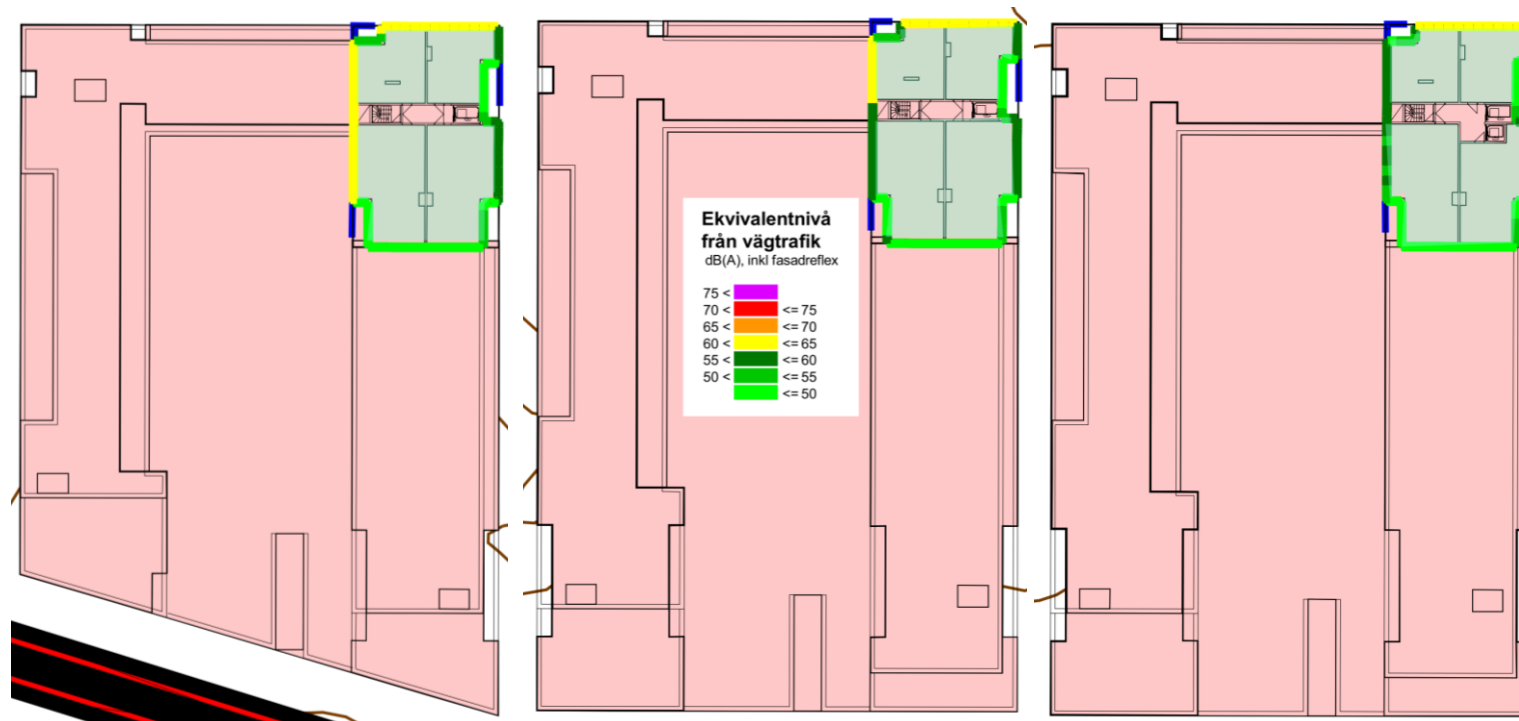 Ekvivalentnivå
från vägtrafik
dB(A), inkl fasadreflex
75 <
70 < <= 75
65 < <= 70
60 < <= 65
55 < <= 60
50 < <= 55
<= 50